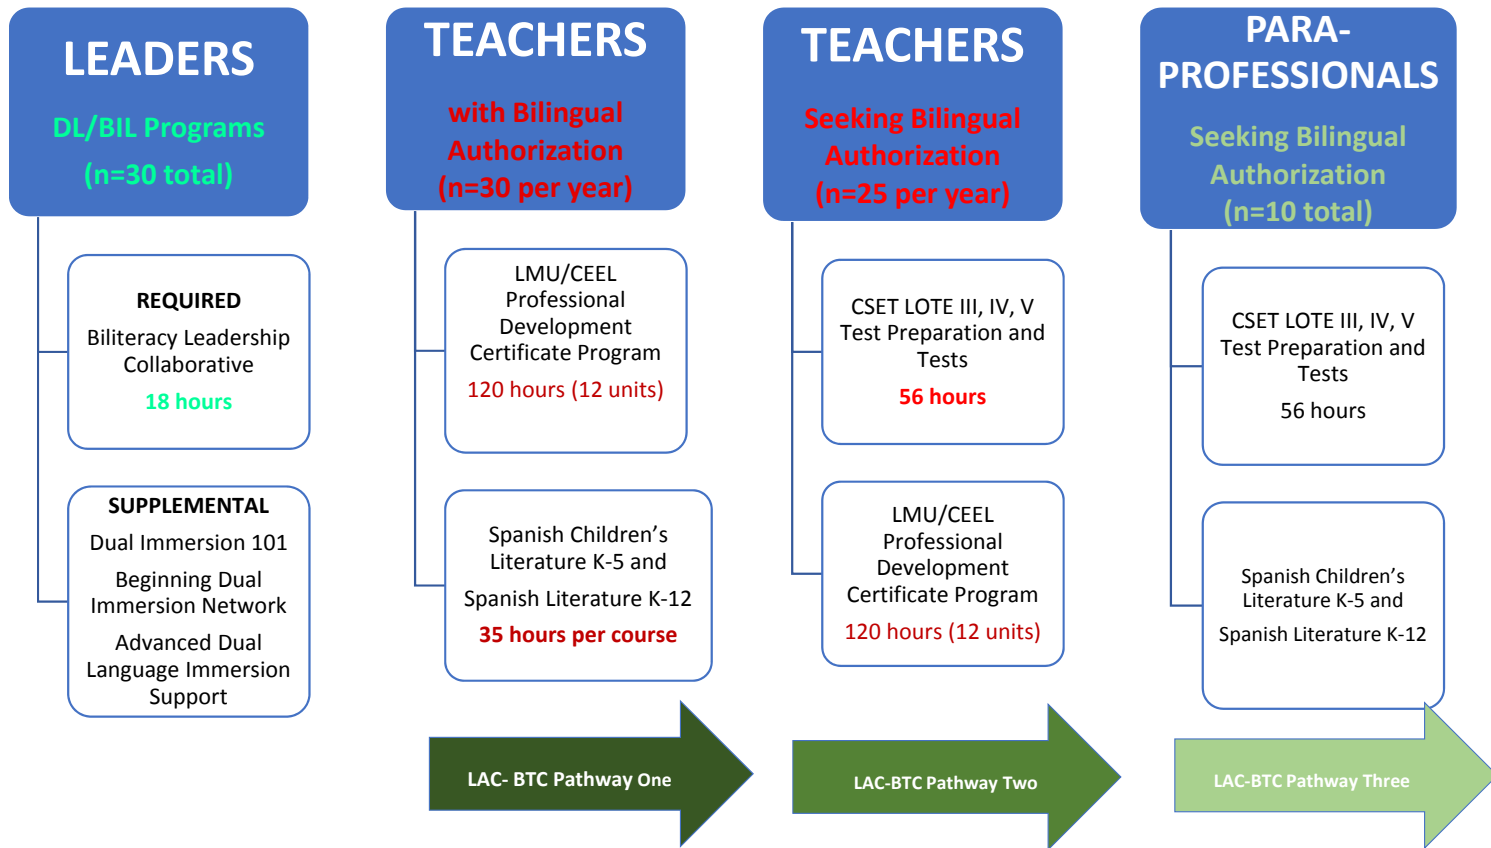 LEADERS
DL/BIL Programs
(n=30 total)
REQUIRED
Biliteracy Leadership
Collaborative
18 hours
SUPPLEMENTAL
Dual Immersion 101
Beginning Dual
Immersion Network
Advanced Dual
Language Immersion
Support
TEACHERS
with Bilingual
Authorization
(n=30 per year)
LMU/CEEL
Professional
Development
Certificate Program
120 hours (12 units)
Spanish Children’s
Literature K-5 and
Spanish Literature K-12
35 hours per course
LAC- BTC Pathway One
TEACHERS
Seeking Bilingual
Authorization
(n=25 per year)
CSET LOTE III, IV, V
Test Preparation and
Tests
56 hours
LMU/CEEL
Professional
Development
Certificate Program
120 hours (12 units)
LAC-BTC Pathway Two
PARA-
PROFESSIONALS
Seeking Bilingual
Authorization
(n=10 total)
CSET LOTE III, IV, V
Test Preparation and
Tests
56 hours
Spanish Children’s
Literature K-5 and
Spanish Literature K-12
LAC-BTC Pathway Three